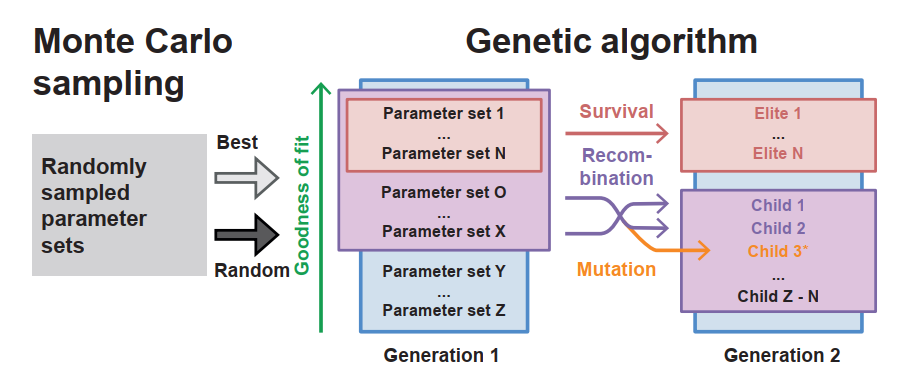 Monte Carlo
sampling
Genetic algorithm
Randomly
sampled
parameter
sets
Best
Random
Goodness of fit
Parameter set 1
...
Parameter set N
Parameter set O
...
Parameter set X
Parameter set Y
...
Parameter set Z
Generation 1
Survival
Recom-
bination
Mutation
Elite 1
...
Elite N
Child 1
Child 2
Child 3*
...
Child Z - N
Generation 2